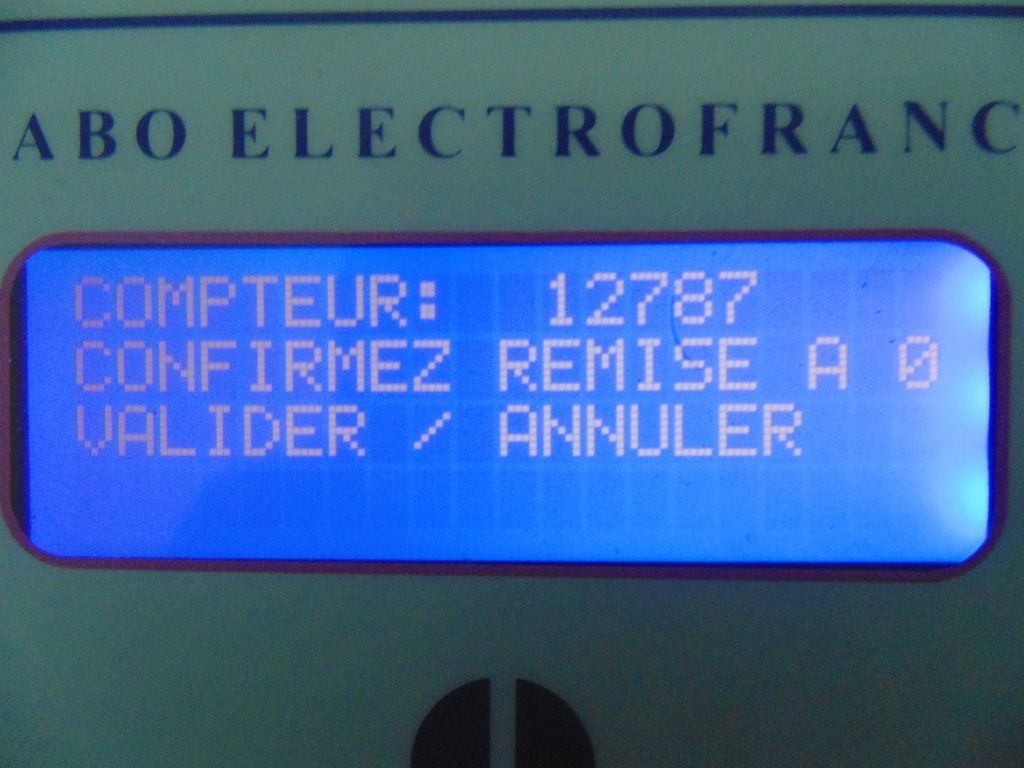 ABO ELECTROFRANC
COMPTEUR: 12787
CONFIRMEZ REMISE A 0
VALIDER / ANNULER